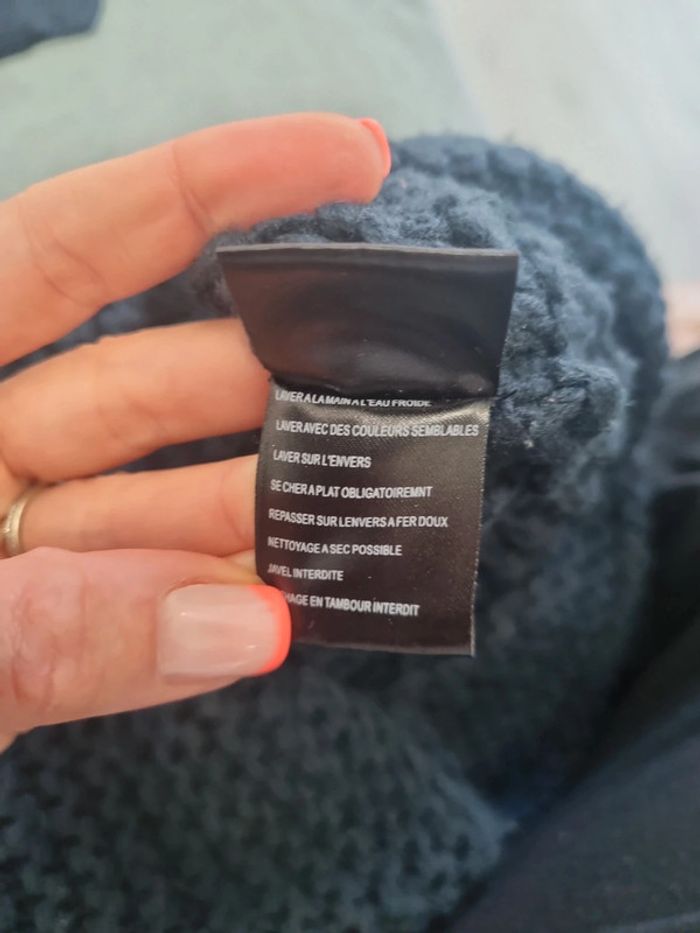 LAVER A LA MAIN A L'EAU FROIDE
LAVER AVEC DES COULEURS SEMBLABLES
LAVER SUR L'ENVERS
SE CHER A PLAT OBLIGATOIREMNT
REPASSER SUR LENVERS A FER DOUX
NETTOYAGE A SEC POSSIBLE
JAVEL INTERDITE
EN TAMBOUR INTERDIT